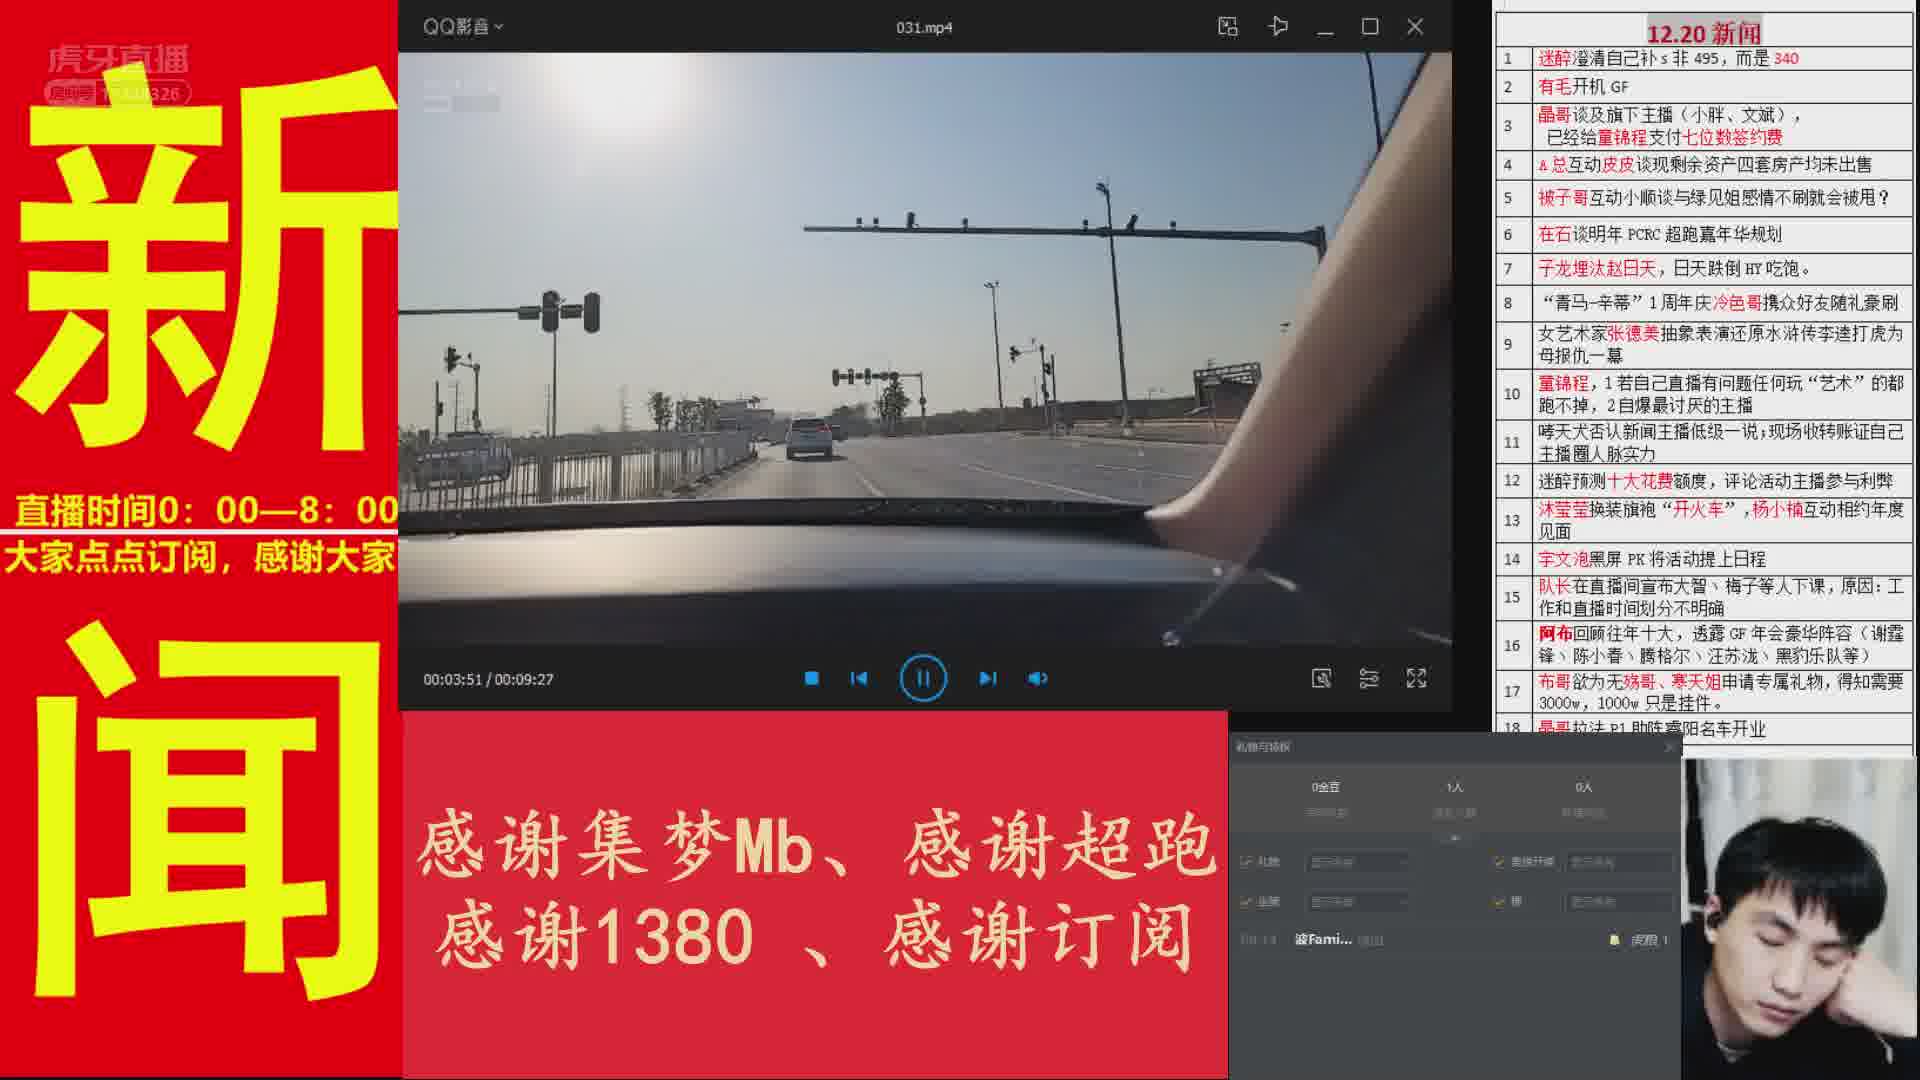 虎牙直播
新
直播时间0：00—8：00
大家点点订阅，感谢大家
闻
QQ影音
031.mp4
00:03:51 / 00:09:27
感谢集梦Mb、感谢超跑
感谢1380 、感谢订阅
12.20 新闻
1 迷醉澄清自己补 s 非 495，而是 340
2 有毛开机 GF
3 晶哥谈及旗下主播（小胖、文斌），
已经给童锦程支付七位数签约费
4 A 总互动皮皮谈现剩余资产四套房产均未出售
5 被子哥互动小顺谈与绿见姐感情不刷就会被甩？
6 在石谈明年 PCRC 超跑嘉年华规划
7 子龙埋汰赵日天，日天跌倒 HY 吃饱。
8 “青马-辛蒂”1 周年庆冷色哥携众好友随礼豪刷
9 女艺术家张德美抽象表演还原水浒传李逵打虎为
母报仇一幕
10 童锦程，1 若自己直播有问题任何玩“艺术”的都
跑不掉，2 自爆最讨厌的主播
11 哮天犬否认新闻主播低级一说；现场收转账证自己
主播圈人脉实力
12 迷醉预测十大花费额度，评论活动主播参与利弊
13 沐莹莹换装旗袍“开火车”,杨小楠互动相约年度
见面
14 宇文泡黑屏 PK 将活动提上日程
15 队长在直播间宣布大智、梅子等人下课，原因：工
作和直播时间划分不明确
16 阿布回顾往年十大，透露 GF 年会豪华阵容（谢霆
锋、陈小春、腾格尔、汪苏泷、黑豹乐队等）
17 布哥欲为无殇哥、寒天姐申请专属礼物，得知需要
3000w，1000w 只是挂件。
18 晶哥拉法 P1 助阵睿阳名车开业
0金豆 1人 0人
波Fami...
虎粮 1